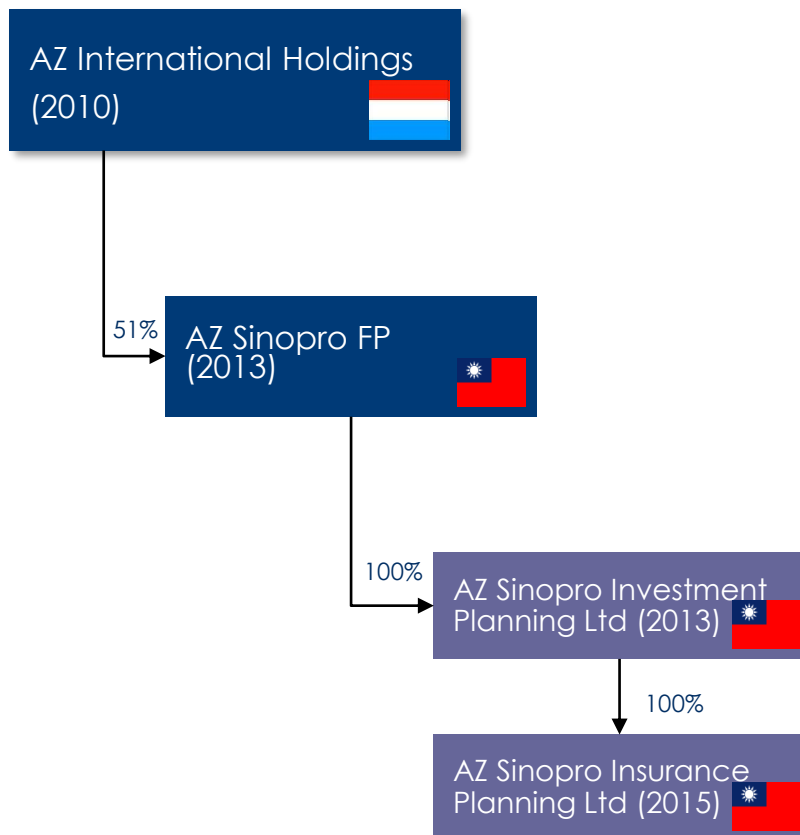 AZ International Holdings
(2010)
51%
AZ Sinopro FP
(2013)
100%
AZ Sinopro Investment
Planning Ltd (2013)
100%
AZ Sinopro Insurance
Planning Ltd (2015)